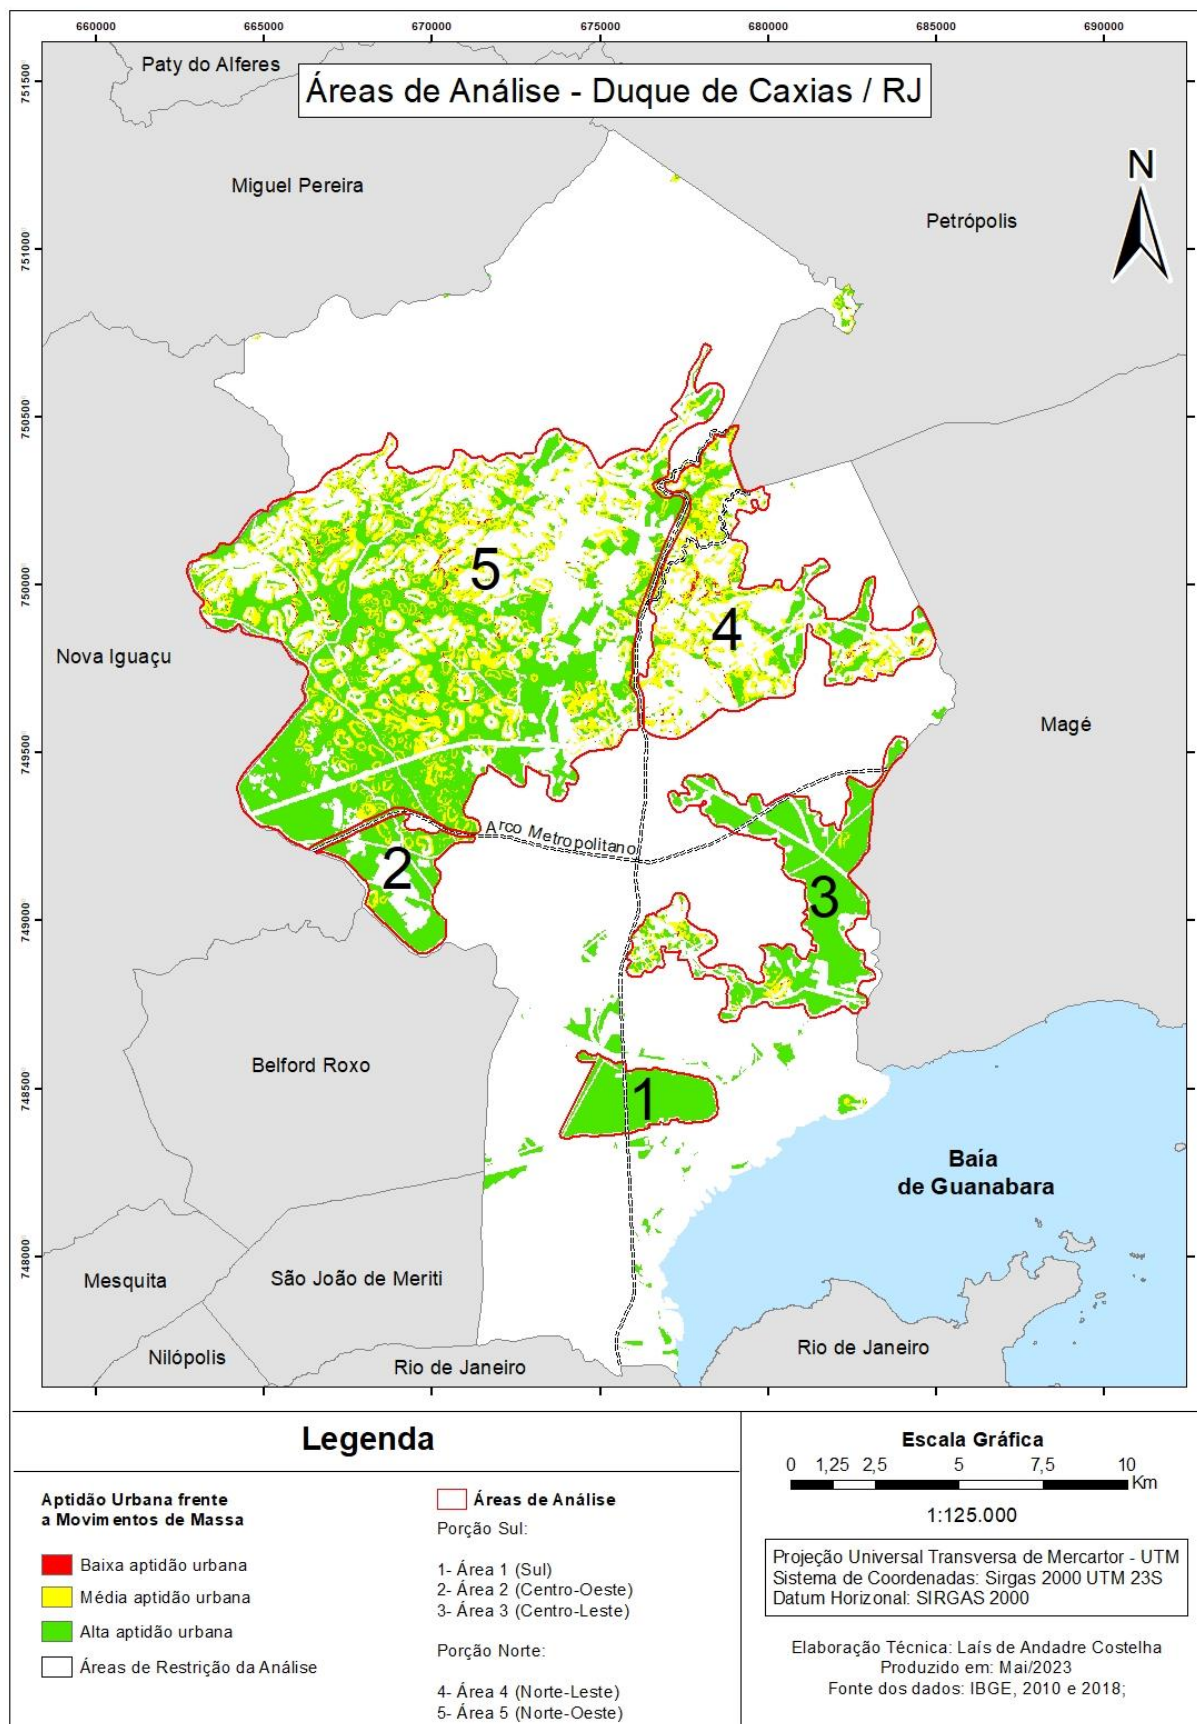 660000 665000 670000 675000 680000 685000 690000
Áreas de Análise - Duque de Caxias / RJ
Paty do Alferes
Miguel Pereira
Petrópolis
N
751500
751000
750500
750000
749500
749000
748500
748000
5
4
Nova Iguaçu
Magé
Arco Metropolitano
2
3
Belford Roxo
1
Baía
de Guanabara
Mesquita
São João de Meriti
Nilópolis
Rio de Janeiro
Rio de Janeiro
Legenda
Aptidão Urbana frente
a Movimentos de Massa
Baixa aptidão urbana
Média aptidão urbana
Alta aptidão urbana
Áreas de Restrição da Análise
Áreas de Análise
Porção Sul:
1- Área 1 (Sul)
2- Área 2 (Centro-Oeste)
3- Área 3 (Centro-Leste)
Porção Norte:
4- Área 4 (Norte-Leste)
5- Área 5 (Norte-Oeste)
Escala Gráfica
0 1,25 2,5 5 7,5 10
Km
1:125.000
Projeção Universal Transversa de Mercartor - UTM
Sistema de Coordenadas: Sirgas 2000 UTM 23S
Datum Horizonal: SIRGAS 2000
Elaboração Técnica: Laís de Andadre Costelha
Produzido em: Mai/2023
Fonte dos dados: IBGE, 2010 e 2018;